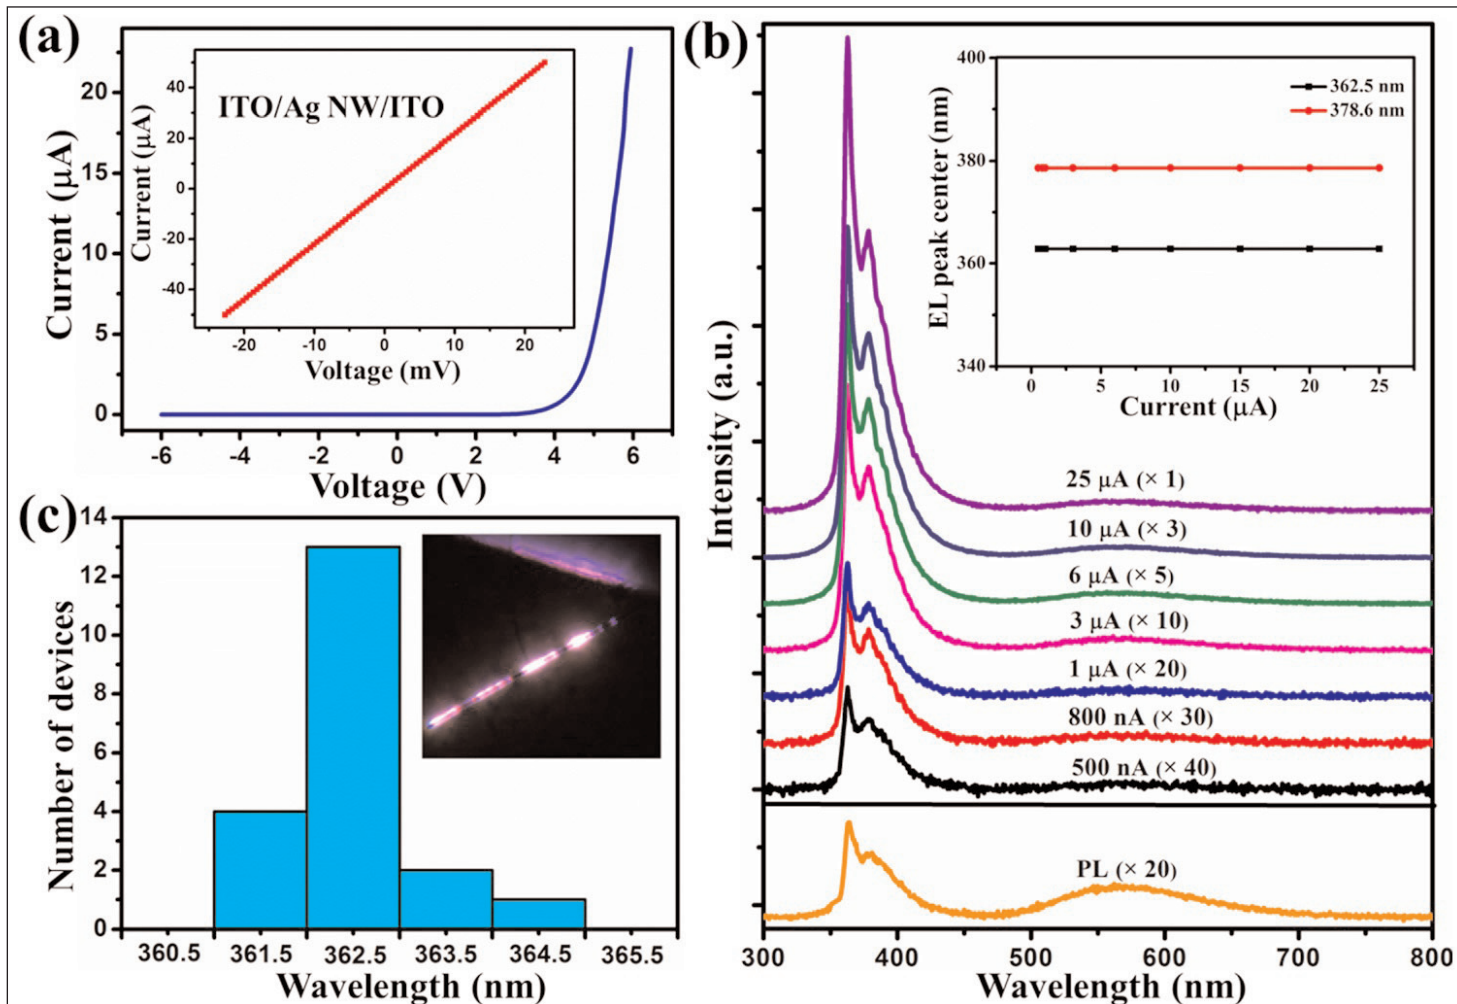 (a)
Current (μA)
20
15
10
5
0
-6 -4 -2 0 2 4 6
Voltage (V)
ITO/Ag NW/ITO
Current (μA)
40
20
0
-20
-40
-20 -10 0 10 20
Voltage (mV)
(b)
Intensity (a.u.)
EL peak center (nm)
400
380
360
340
362.5 nm
378.6 nm
0 5 10 15 20 25
Current (μA)
25 μA (× 1)
10 μA (× 3)
6 μA (× 5)
3 μA (× 10)
1 μA (× 20)
800 nA (× 30)
500 nA (× 40)
PL (× 20)
300 400 500 600 700 800
Wavelength (nm)
(c)
Number of devices
14
12
10
8
6
4
2
0
360.5 361.5 362.5 363.5 364.5 365.5
Wavelength (nm)